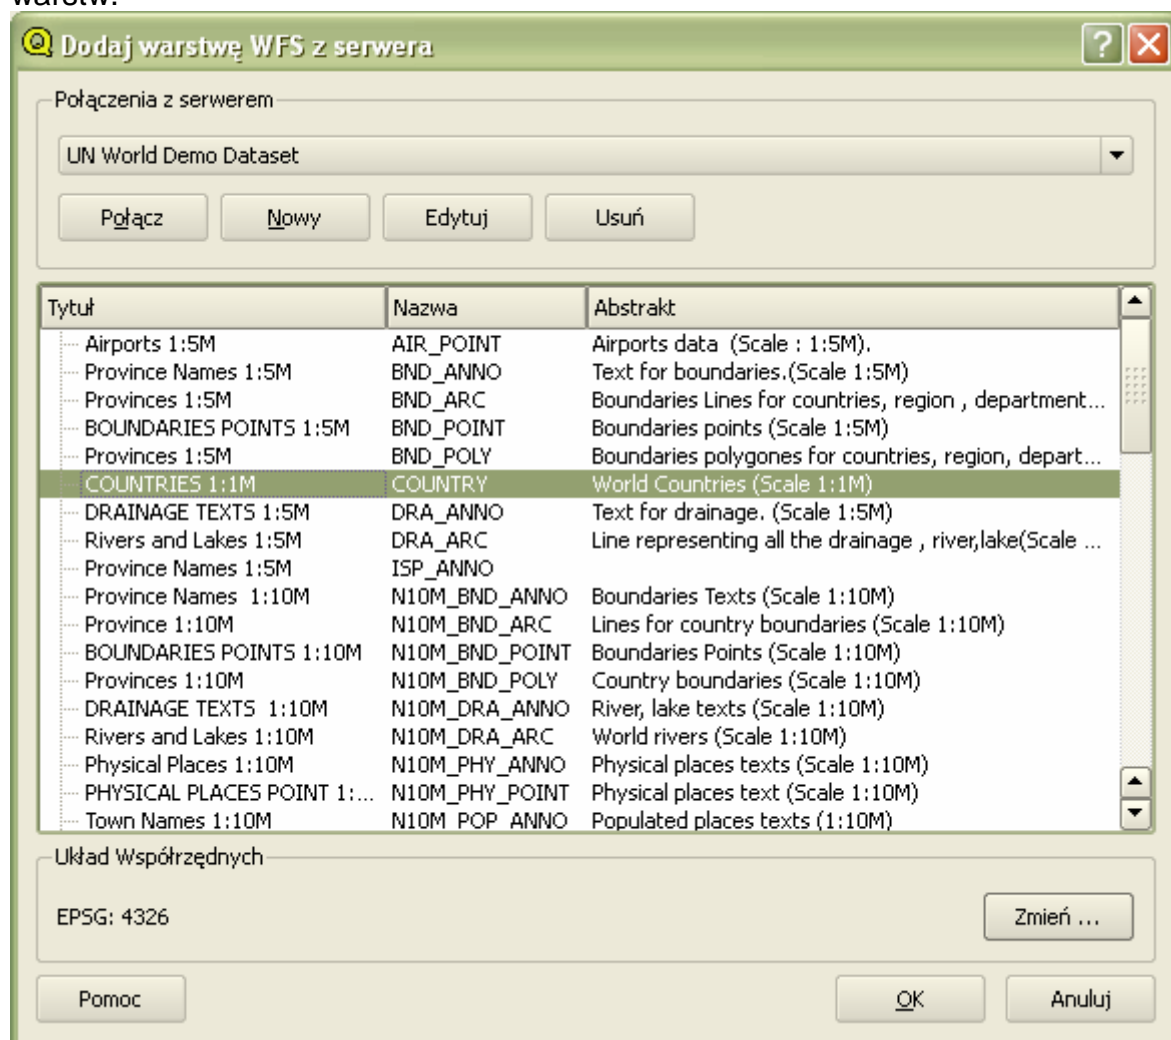 warstw.
Dodaj warstwę WFS z serwera
Połączenia z serwerem
UN World Demo Dataset
Połącz Nowy Edytuj Usuń
Tytuł Nazwa Abstrakt
Airports 1:5M AIR_POINT Airports data (Scale : 1:5M).
Province Names 1:5M BND_ANNO Text for boundaries.(Scale 1:5M)
Provinces 1:5M BND_ARC Boundaries Lines for countries, region , department...
BOUNDARIES POINTS 1:5M BND_POINT Boundaries points (Scale 1:5M)
Provinces 1:5M BND_POLY Boundaries polygones for countries, region, depart...
COUNTRIES 1:1M COUNTRY World Countries (Scale 1:1M)
DRAINAGE TEXTS 1:5M DRA_ANNO Text for drainage. (Scale 1:5M)
Rivers and Lakes 1:5M DRA_ARC Line representing all the drainage , river,lake(Scale ...
Province Names 1:5M ISP_ANNO
Province Names 1:10M N10M_BND_ANNO Boundaries Texts (Scale 1:10M)
Province 1:10M N10M_BND_ARC Lines for country boundaries (Scale 1:10M)
BOUNDARIES POINTS 1:10M N10M_BND_POINT Boundaries Points (Scale 1:10M)
Provinces 1:10M N10M_BND_POLY Country boundaries (Scale 1:10M)
DRAINAGE TEXTS 1:10M N10M_DRA_ANNO River, lake texts (Scale 1:10M)
Rivers and Lakes 1:10M N10M_DRA_ARC World rivers (Scale 1:10M)
Physical Places 1:10M N10M_PHY_ANNO Physical places texts (Scale 1:10M)
PHYSICAL PLACES POINT 1:... N10M_PHY_POINT Physical places text (Scale 1:10M)
Town Names 1:10M N10M_POP_ANNO Populated places texts (1:10M)
Układ Współrzędnych
EPSG: 4326 Zmień ...
Pomoc OK Anuluj